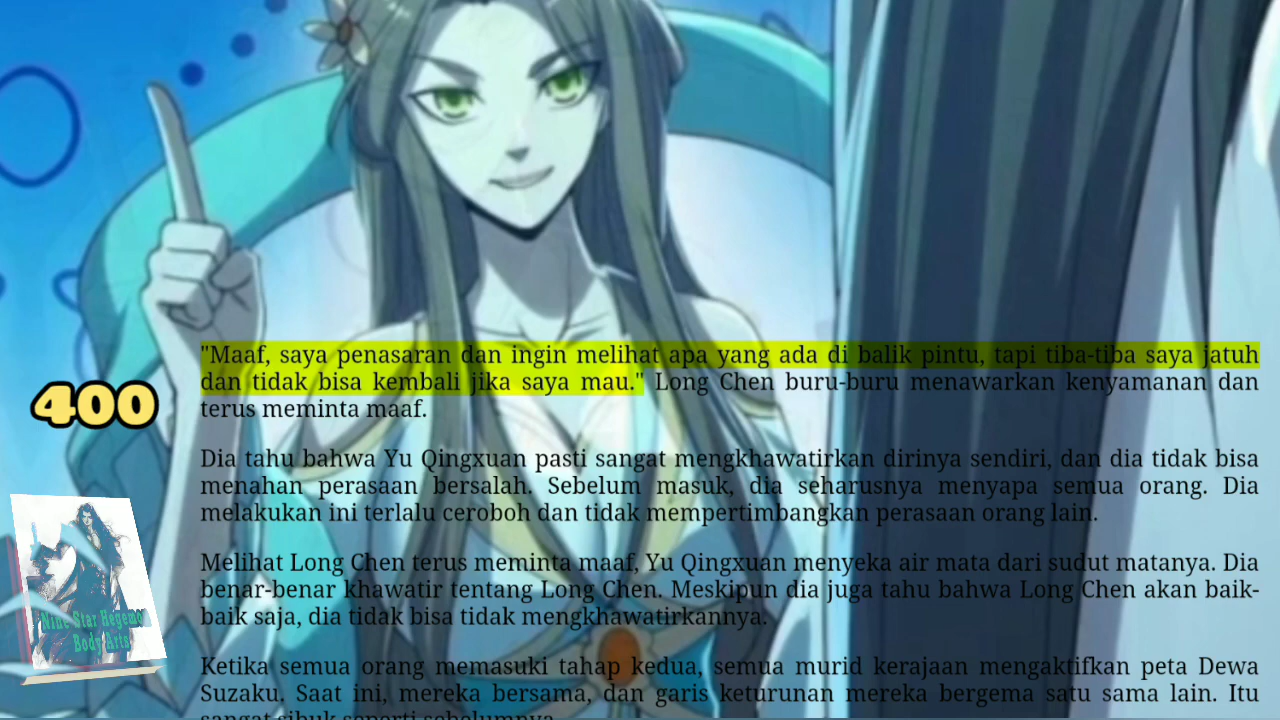 "Maaf, saya penasaran dan ingin melihat apa yang ada di balik pintu, tapi tiba-tiba saya jatuh
dan tidak bisa kembali jika saya mau." Long Chen buru-buru menawarkan kenyamanan dan
terus meminta maaf.
400
Dia tahu bahwa Yu Qingxuan pasti sangat mengkhawatirkan dirinya sendiri, dan dia tidak bisa
menahan perasaan bersalah. Sebelum masuk, dia seharusnya menyapa semua orang. Dia
melakukan ini terlalu ceroboh dan tidak mempertimbangkan perasaan orang lain.
Melihat Long Chen terus meminta maaf, Yu Qingxuan menyeka air mata dari sudut matanya. Dia
benar-benar khawatir tentang Long Chen. Meskipun dia juga tahu bahwa Long Chen akan baik-
baik saja, dia tidak bisa tidak mengkhawatirkannya.
Nine Star Hegemon
Body Arts
Ketika semua orang memasuki tahap kedua, semua murid kerajaan mengaktifkan peta Dewa
Suzaku. Saat ini, mereka bersama, dan garis keturunan mereka bergema satu sama lain. Itu
sangat sibuk seperti sebelumnya.